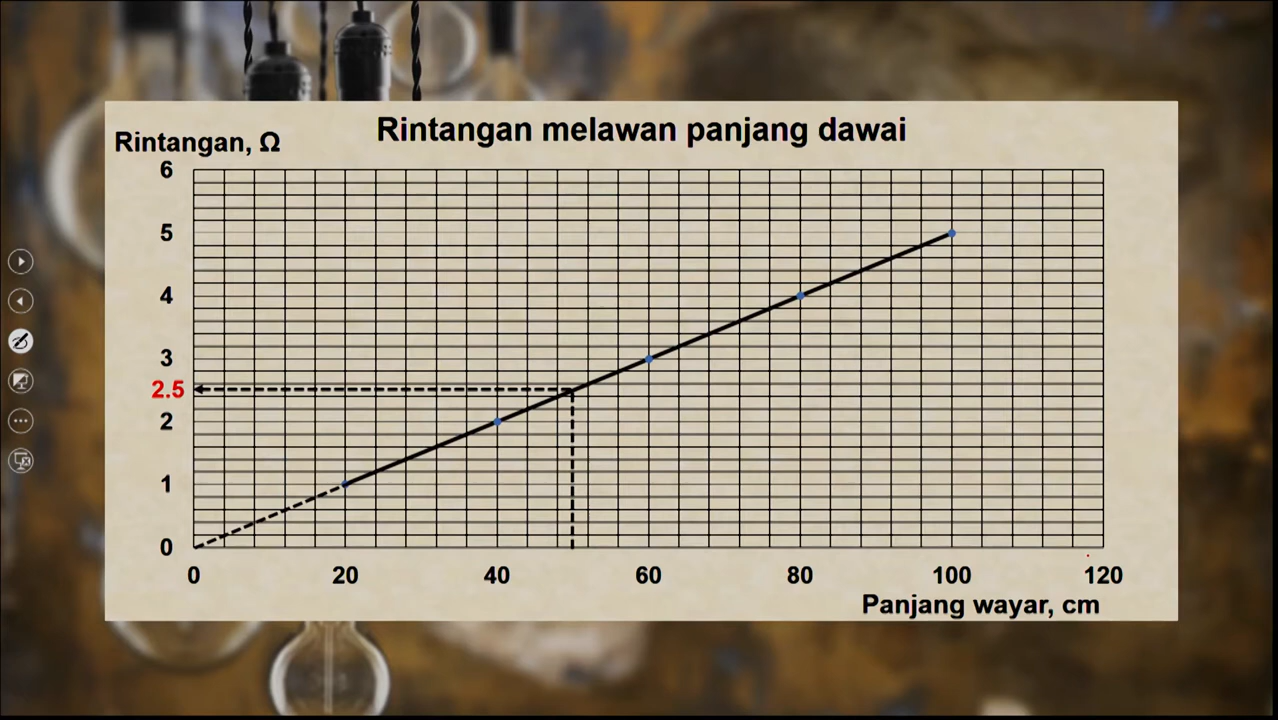 Rintangan melawan panjang dawai
Rintangan, Ω
6
5
4
3
2.5
2
1
0
0 20 40 60 80 100 120
Panjang wayar, cm